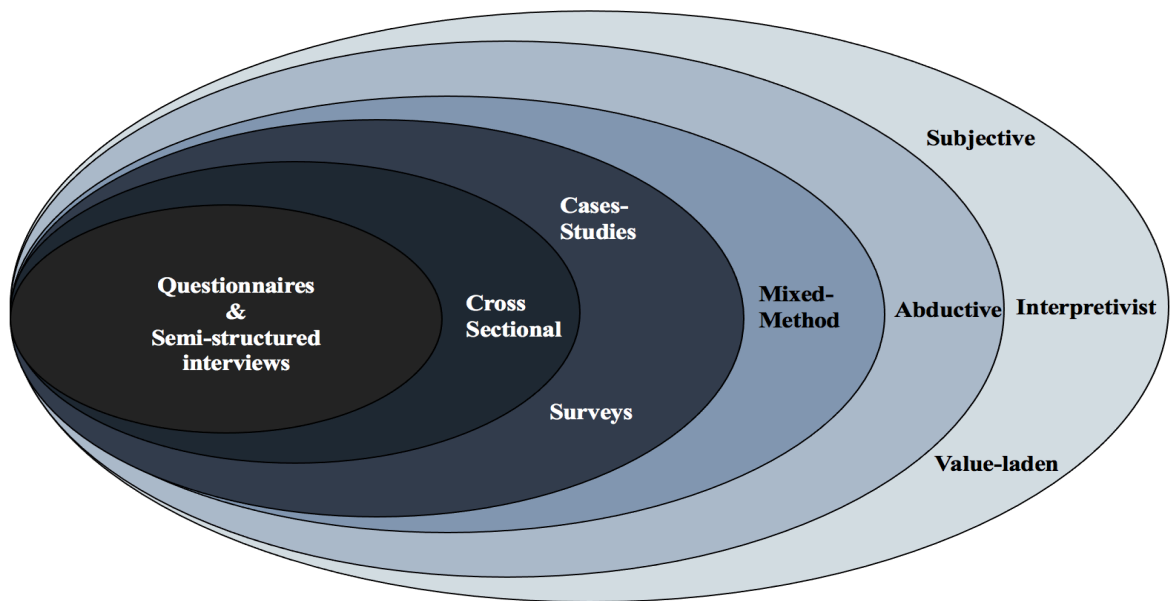 Subjective
Cases-
Studies
Questionnaires
&
Semi-structured
interviews
Cross
Sectional
Mixed-
Method
Abductive
Interpretivist
Surveys
Value-laden